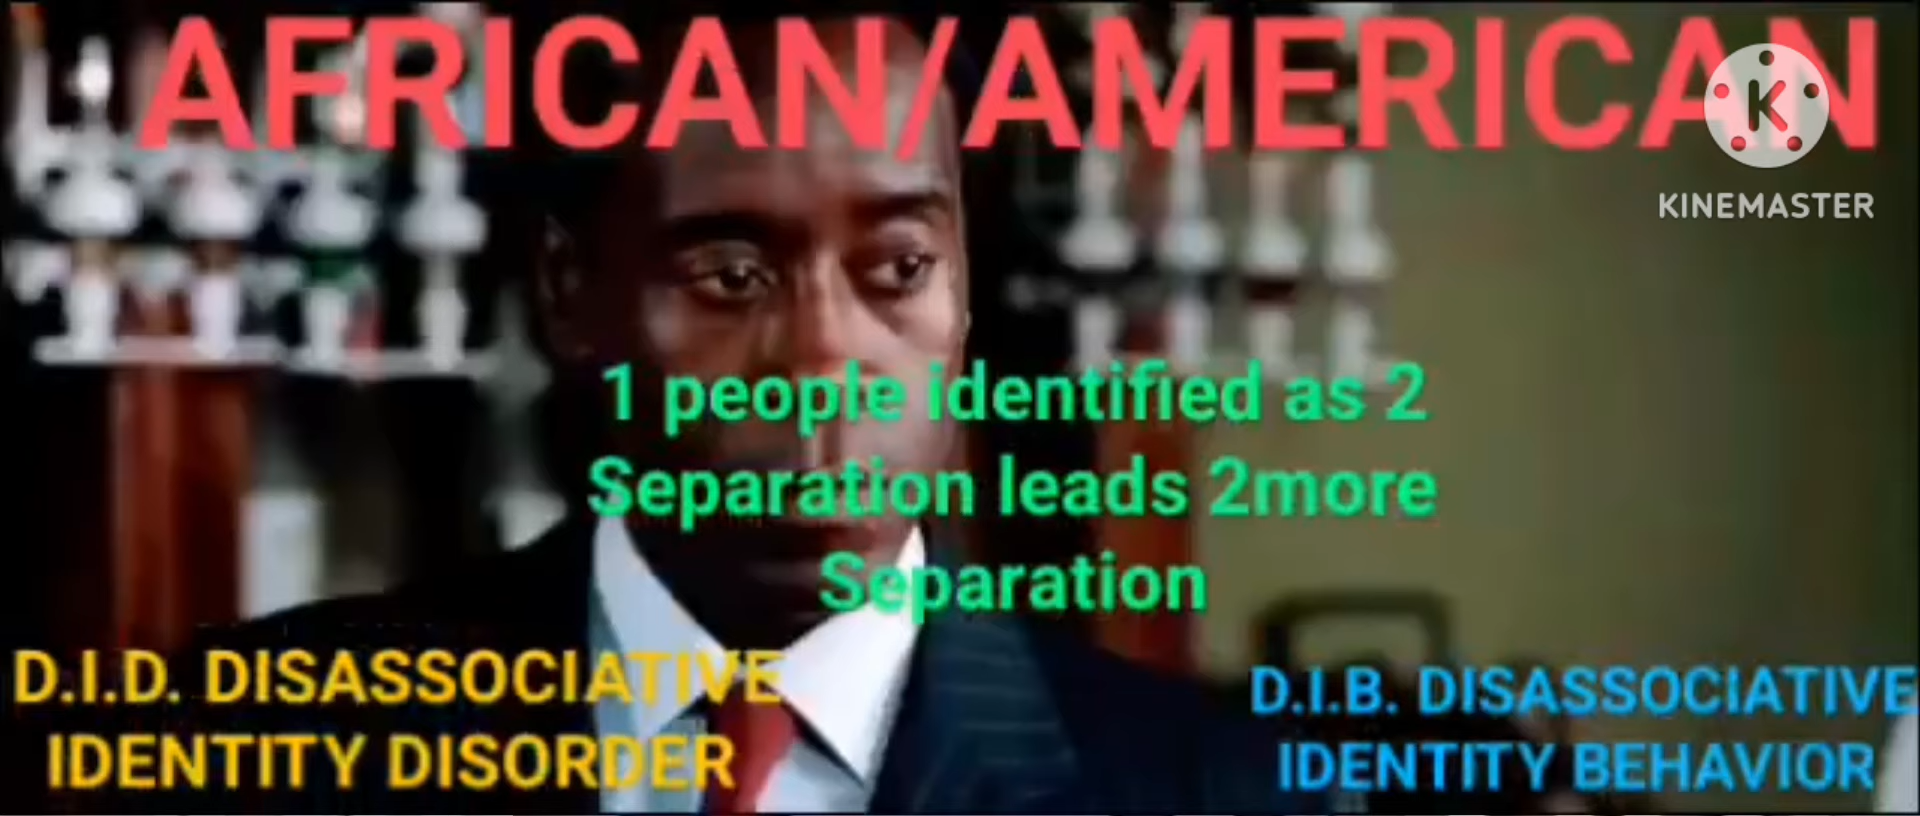 AFRICAN/AMERICAN
K
KINEMASTER
1 people identified as 2
Separation leads 2more
Separation
D.I.D. DISASSOCIATIVE
IDENTITY DISORDER
D.I.B. DISASSOCIATIVE
IDENTITY BEHAVIOR